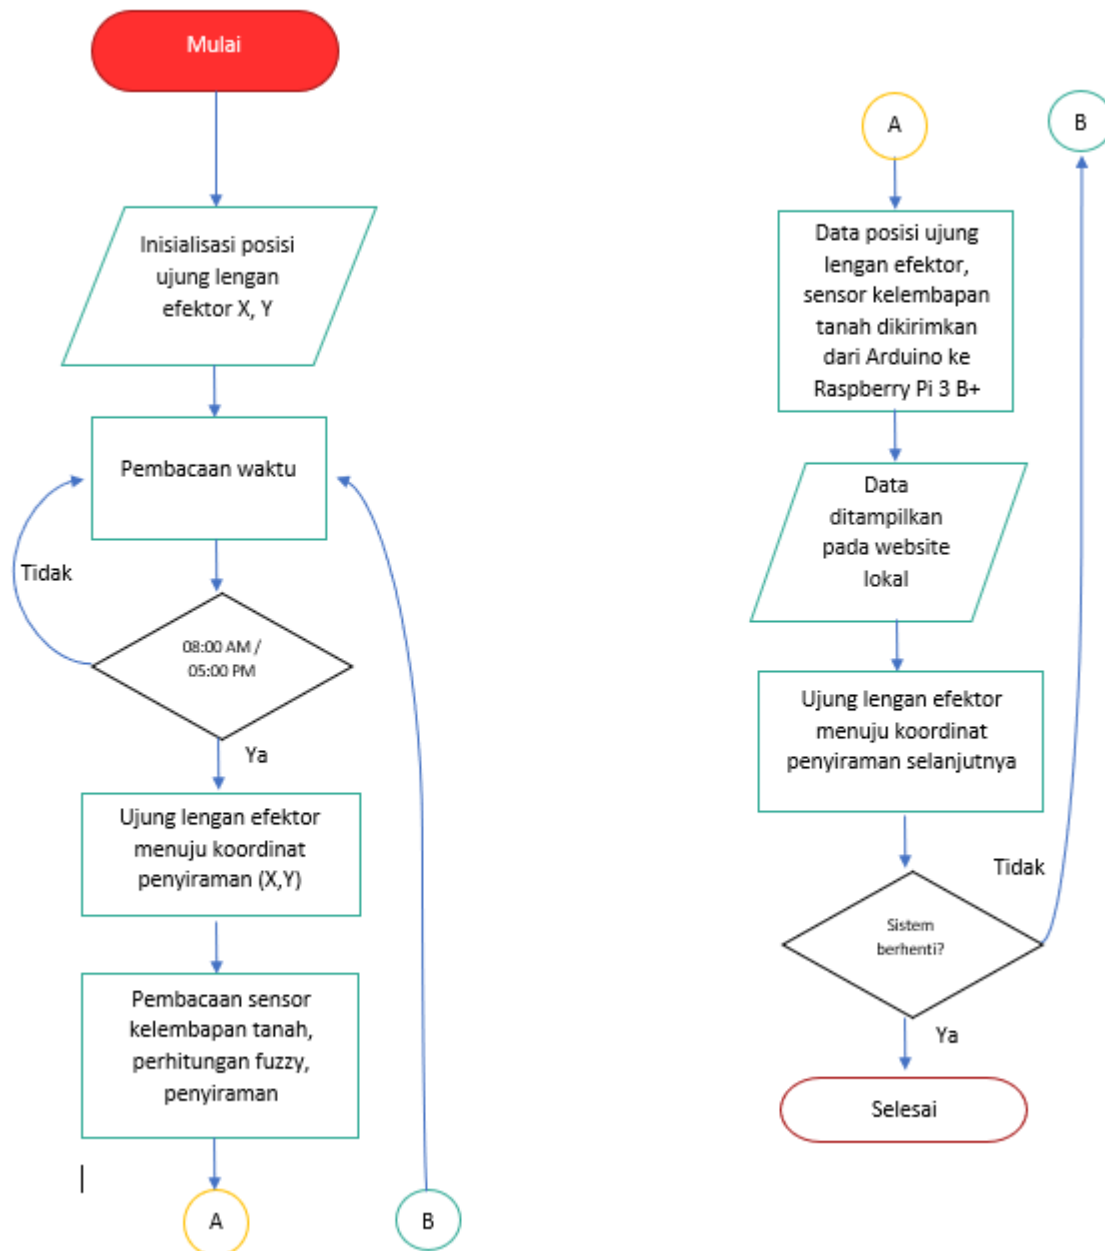 Mulai
Inisialisasi posisi
ujung lengan
efektor X, Y
Pembacaan waktu
Tidak
08:00 AM /
05:00 PM
Ya
Ujung lengan efektor
menuju koordinat
penyiraman (X,Y)
Pembacaan sensor
kelembapan tanah,
perhitungan fuzzy,
penyiraman
A
B
A
B
Data posisi ujung
lengan efektor,
sensor kelembapan
tanah dikirimkan
dari Arduino ke
Raspberry Pi 3 B+
Data
ditampilkan
pada website
lokal
Ujung lengan efektor
menuju koordinat
penyiraman selanjutnya
Tidak
Sistem
berhenti?
Ya
Selesai